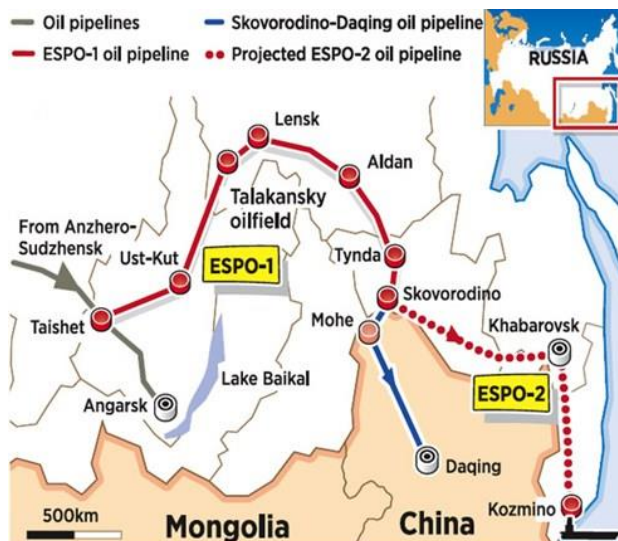 Oil pipelines
Skovorodino-Daqing oil pipeline
ESPO-1 oil pipeline
Projected ESPO-2 oil pipeline
RUSSIA
Lensk
Aldan
Talakansky
oilfield
From Anzhero-
Sudzhensk
Ust-Kut
ESPO-1
Tynda
Skovorodino
Taishet
Mohe
Khabarovsk
Lake Baikal
Angarsk
ESPO-2
Daqing
Kozmino
500km
Mongolia
China